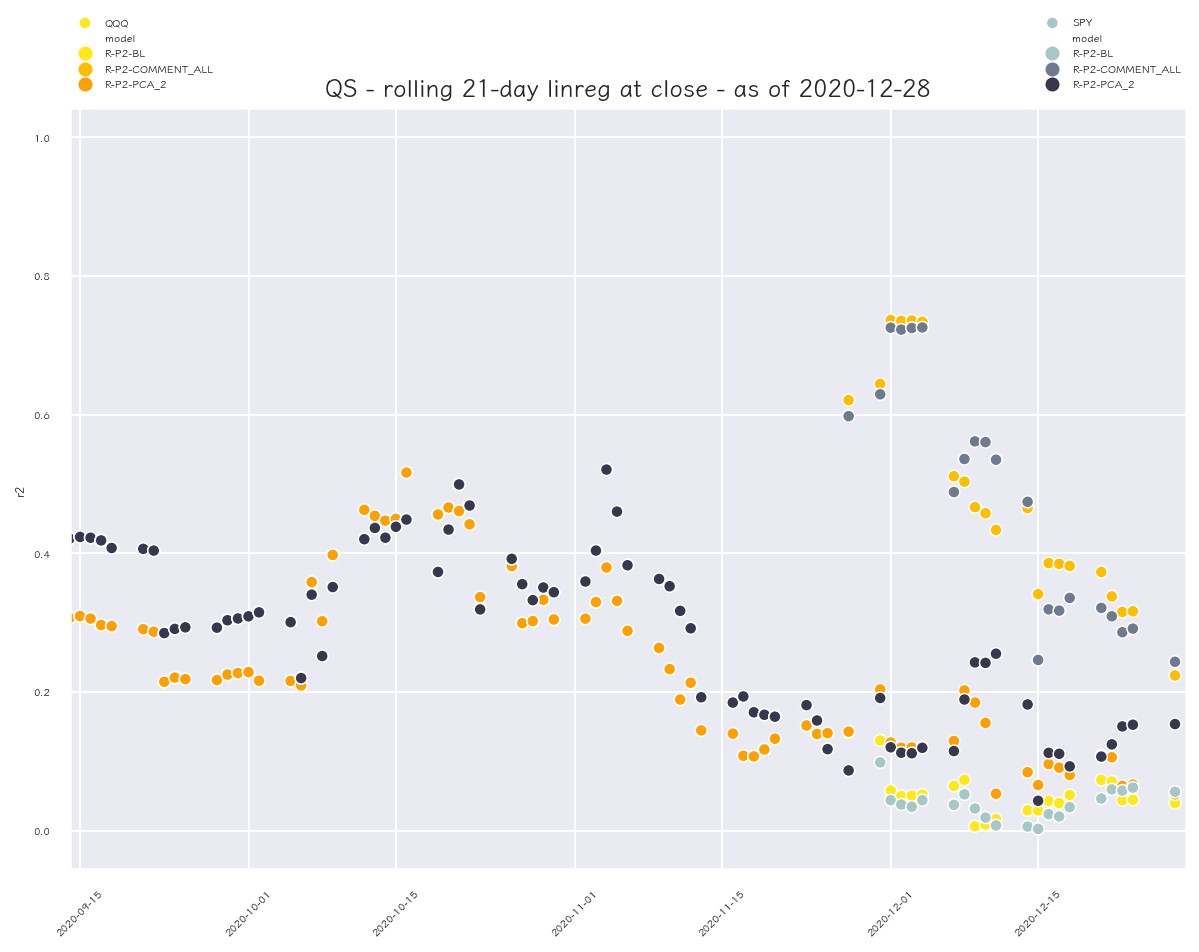 QQQ
model
R-P2-BL
R-P2-COMMENT_ALL
R-P2-PCA_2
SPY
model
R-P2-BL
R-P2-COMMENT_ALL
R-P2-PCA_2
QS - rolling 21-day linreg at close - as of 2020-12-28
1.0
0.8
0.6
r2
0.4
0.2
0.0
2020-09-15
2020-10-01
2020-10-15
2020-11-01
2020-11-15
2020-12-01
2020-12-15